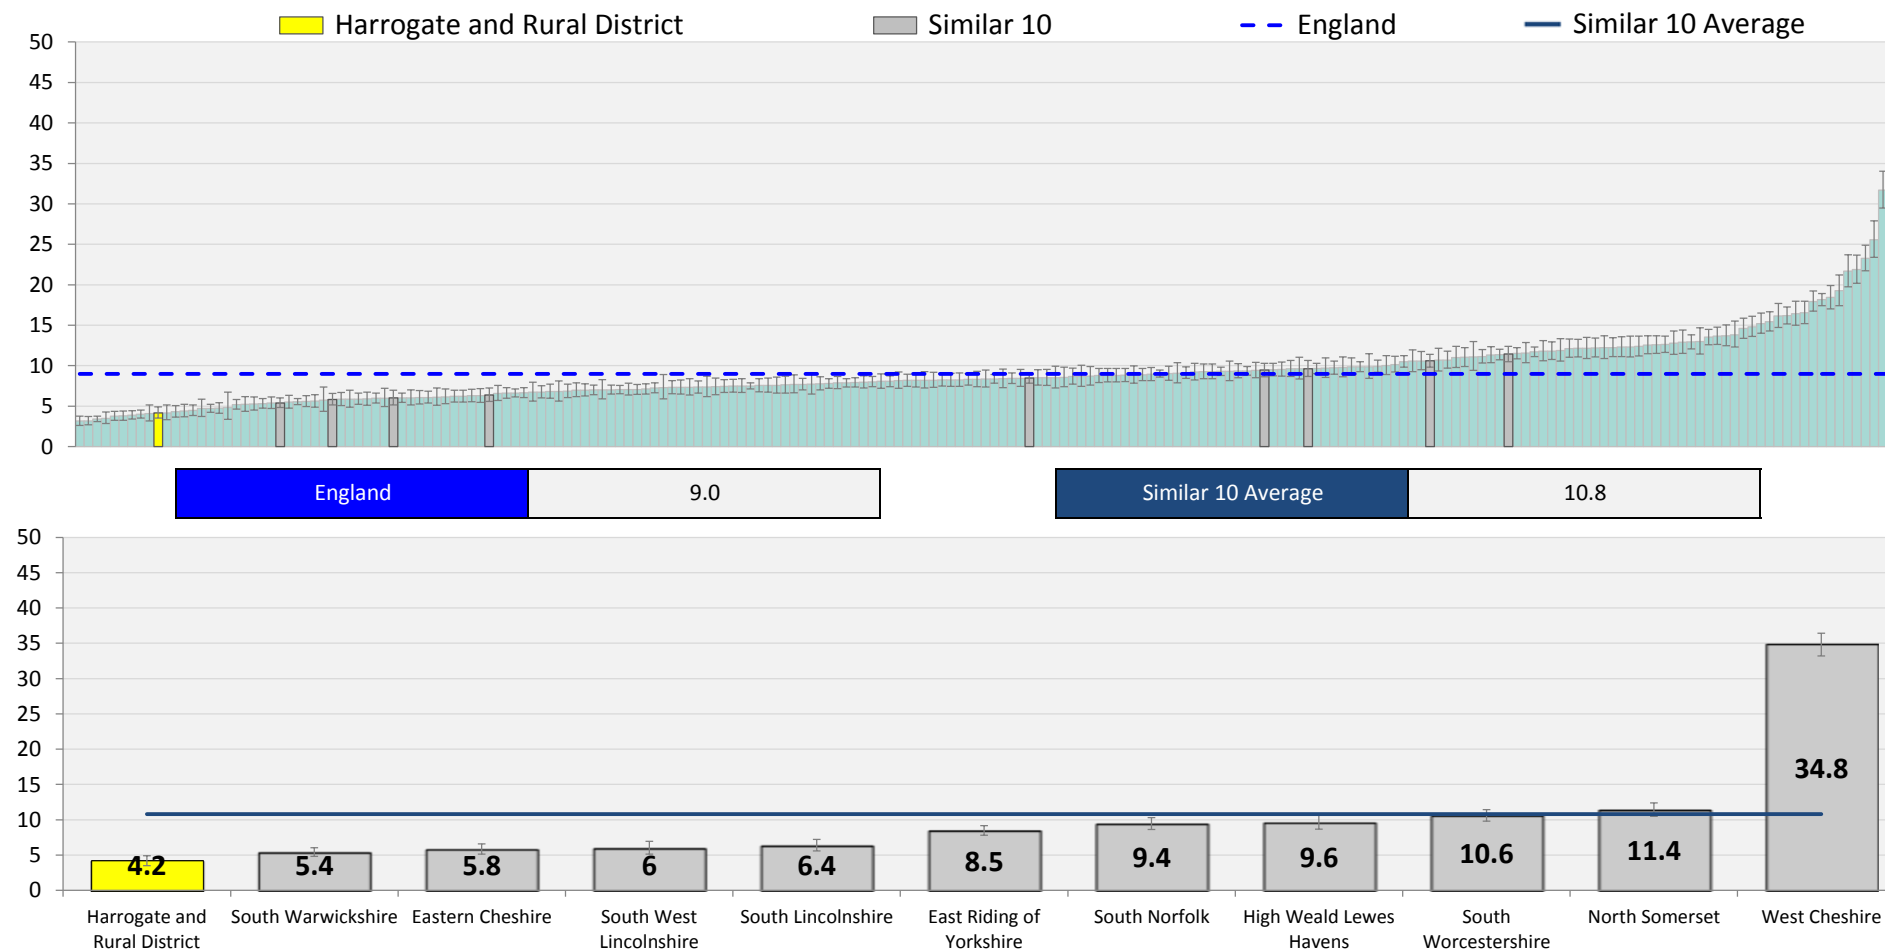 Harrogate and Rural District
Similar 10
England
Similar 10 Average
50
45
40
35
30
25
20
15
10
5
0
England
9.0
Similar 10 Average
10.8
50
45
40
35
30
25
20
15
10
5
0
4.2
5.4
5.8
6
6.4
8.5
9.4
9.6
10.6
11.4
34.8
Harrogate and
Rural District
South Warwickshire
Eastern Cheshire
South West
Lincolnshire
South Lincolnshire
East Riding of
Yorkshire
South Norfolk
High Weald Lewes
Havens
South
Worcestershire
North Somerset
West Cheshire